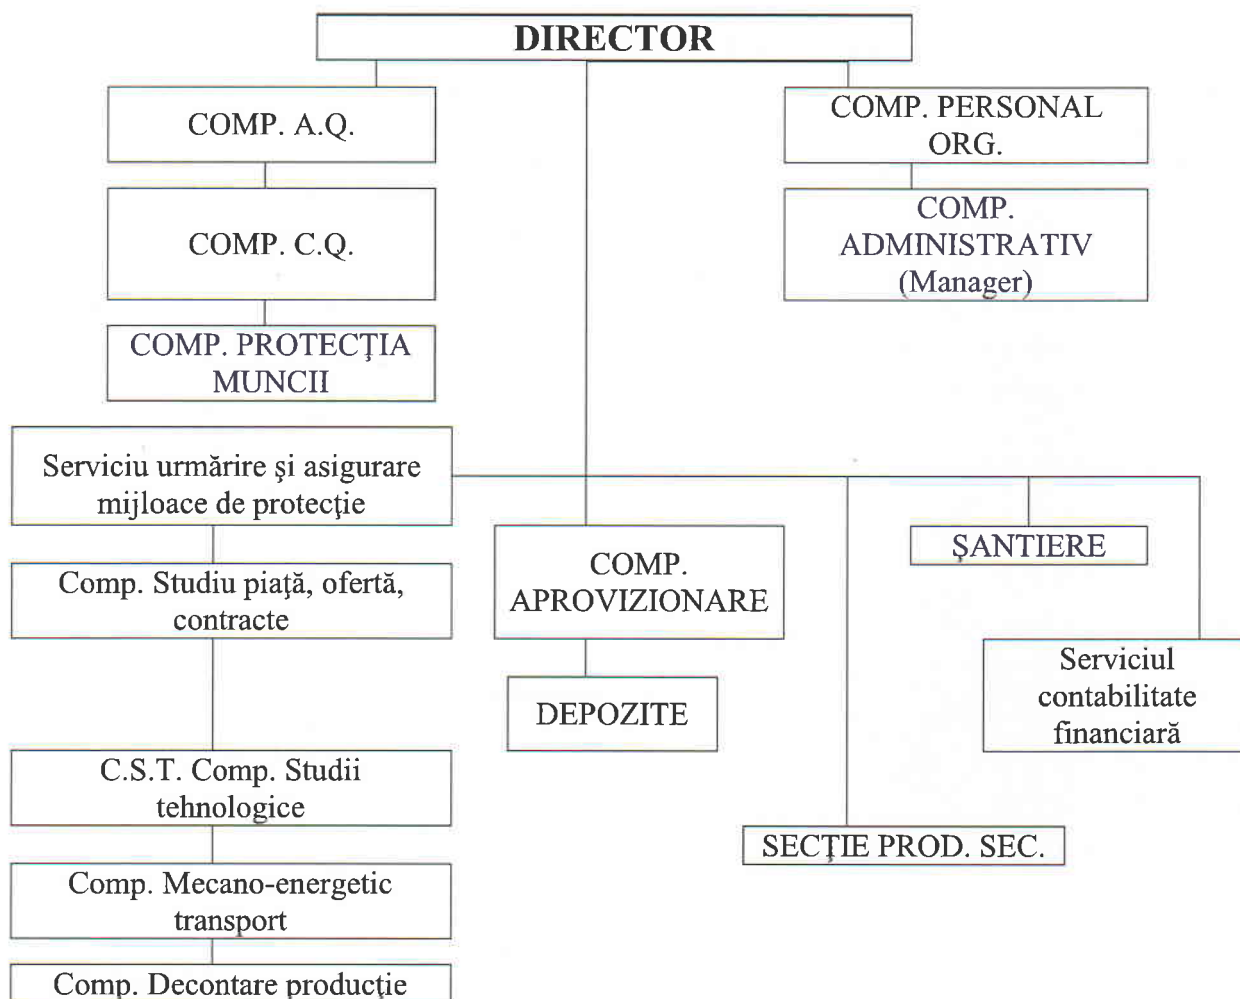 DIRECTOR
COMP. A.Q.
COMP. PERSONAL
ORG.
COMP. C.Q.
COMP.
ADMINISTRATIV
(Manager)
COMP. PROTECŢIA
MUNCII
Serviciu urmărire şi asigurare
mijloace de protecţie
COMP.
APROVIZIONARE
ŞANTIERE
Comp. Studiu piaţă, ofertă,
contracte
Serviciul
contabilitate
financiară
DEPOZITE
C.S.T. Comp. Studii
tehnologice
SECŢIE PROD. SEC.
Comp. Mecano-energetic
transport
Comp. Decontare producţie